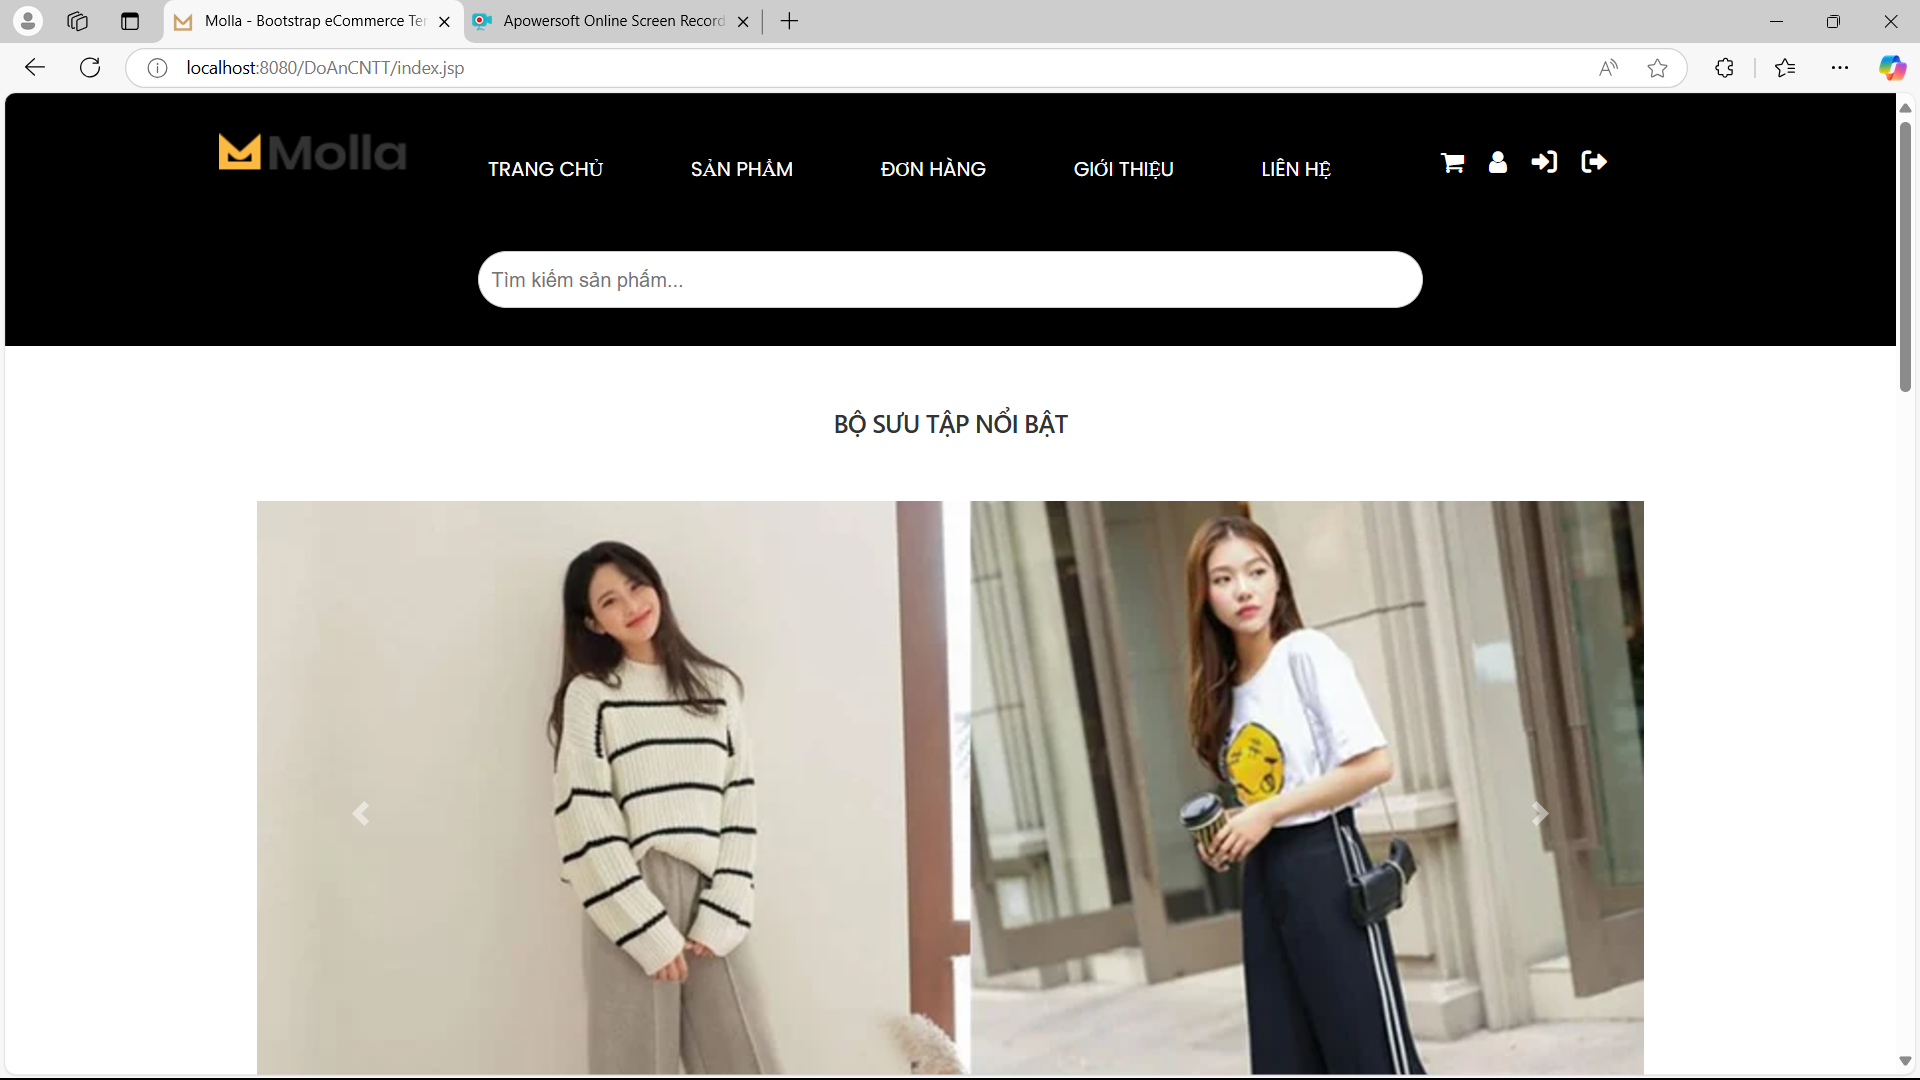 Molla - Bootstrap eCommerce Te
Apowersoft Online Screen Record
localhost:8080/DoAnCNTT/index.jsp
Molla
TRANG CHỦ
SẢN PHẨM
ĐƠN HÀNG
GIỚI THIỆU
LIÊN HỆ
Tìm kiếm sản phẩm...
BỘ SƯU TẬP NỔI BẬT